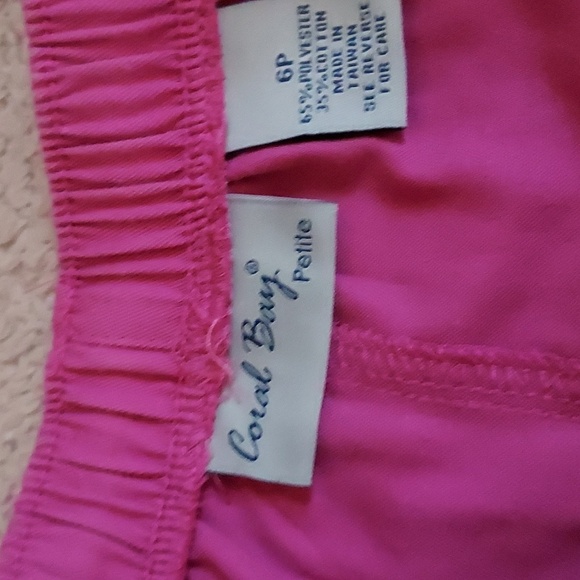 6P
65%POLYESTER
35%COTTON
MADE IN
TAIWAN
SEE REVERSE
FOR CARE
Coral Bay®
Petite